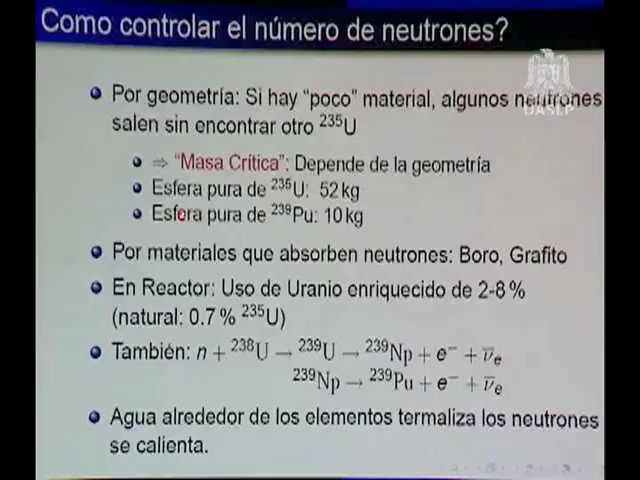 Como controlar el número de neutrones?
Por geometría: Si hay "poco" material, algunos neutrones
salen sin encontrar otro ²³⁵U
⇒ "Masa Critica": Depende de la geometría
Esfera pura de ²³⁵U: 52 kg
Esfera pura de ²³⁹Pu: 10 kg
Por materiales que absorben neutrones: Boro, Grafito
En Reactor: Uso de Uranio enriquecido de 2-8 %
(natural: 0.7 % ²³⁵U)
También: n + ²³⁸U → ²³⁹U → ²³⁹Np + e⁻ + ν̅ₑ
²³⁹Np → ²³⁹Pu + e⁻ + ν̅ₑ
Agua alrededor de los elementos termaliza los neutrones
se calienta.
UASLP